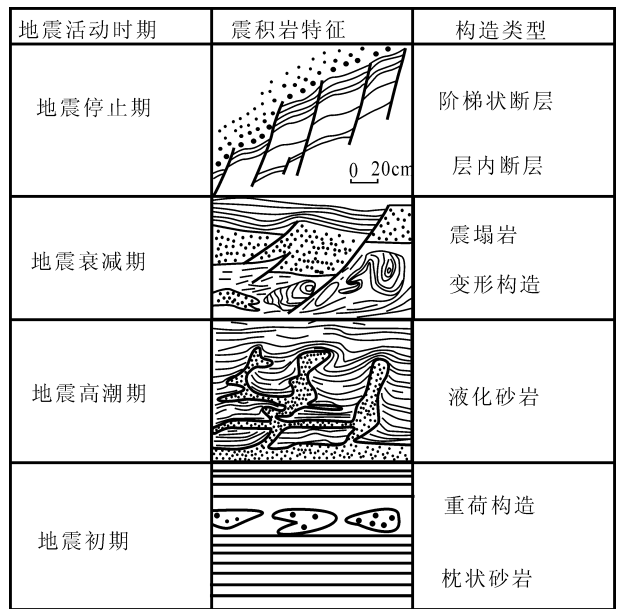 地震活动时期 震积岩特征 构造类型
地震停止期
阶梯状断层
层内断层
0 20cm
地震衰减期
震塌岩
变形构造
地震高潮期
液化砂岩
地震初期
重荷构造
枕状砂岩